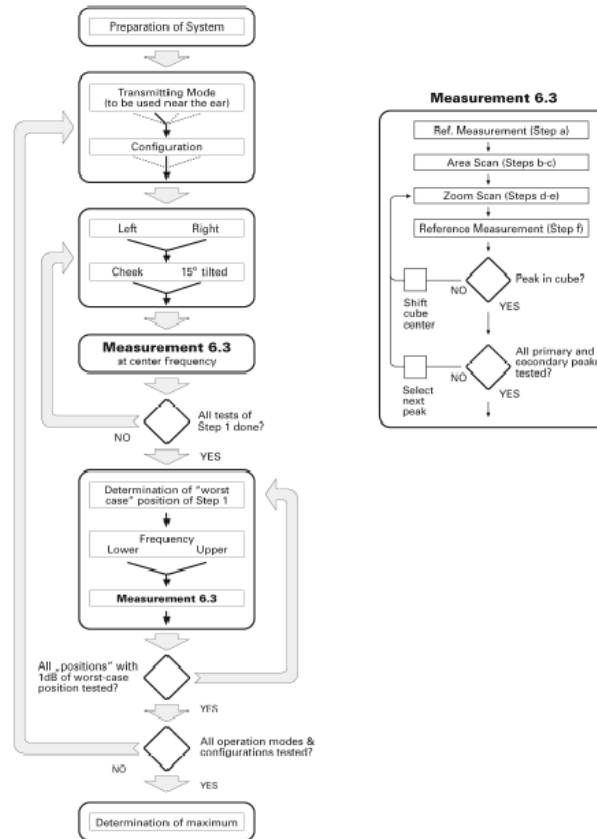 Preparation of System
Transmitting Mode
(to be used near the ear)
Configuration
Left Right
Cheek 15° tilted
Measurement 6.3
at center frequency
All tests of
Step 1 done?
NO
YES
Determination of "worst
case" position of Step 1
Frequency
Lower Upper
Measurement 6.3
All „positions" with
1dB of worst-case
position tested?
YES
All operation modes &
configurations tested?
NO
YES
Determination of maximum
Measurement 6.3
Ref. Measurement (Step a)
Area Scan (Steps b-c)
Zoom Scan (Steps d-e)
Reference Measurement (Step f)
Peak in cube?
NO
Shift
cube
center
YES
All primary and
secondary peaks
tested?
NO
Select
next
peak
YES